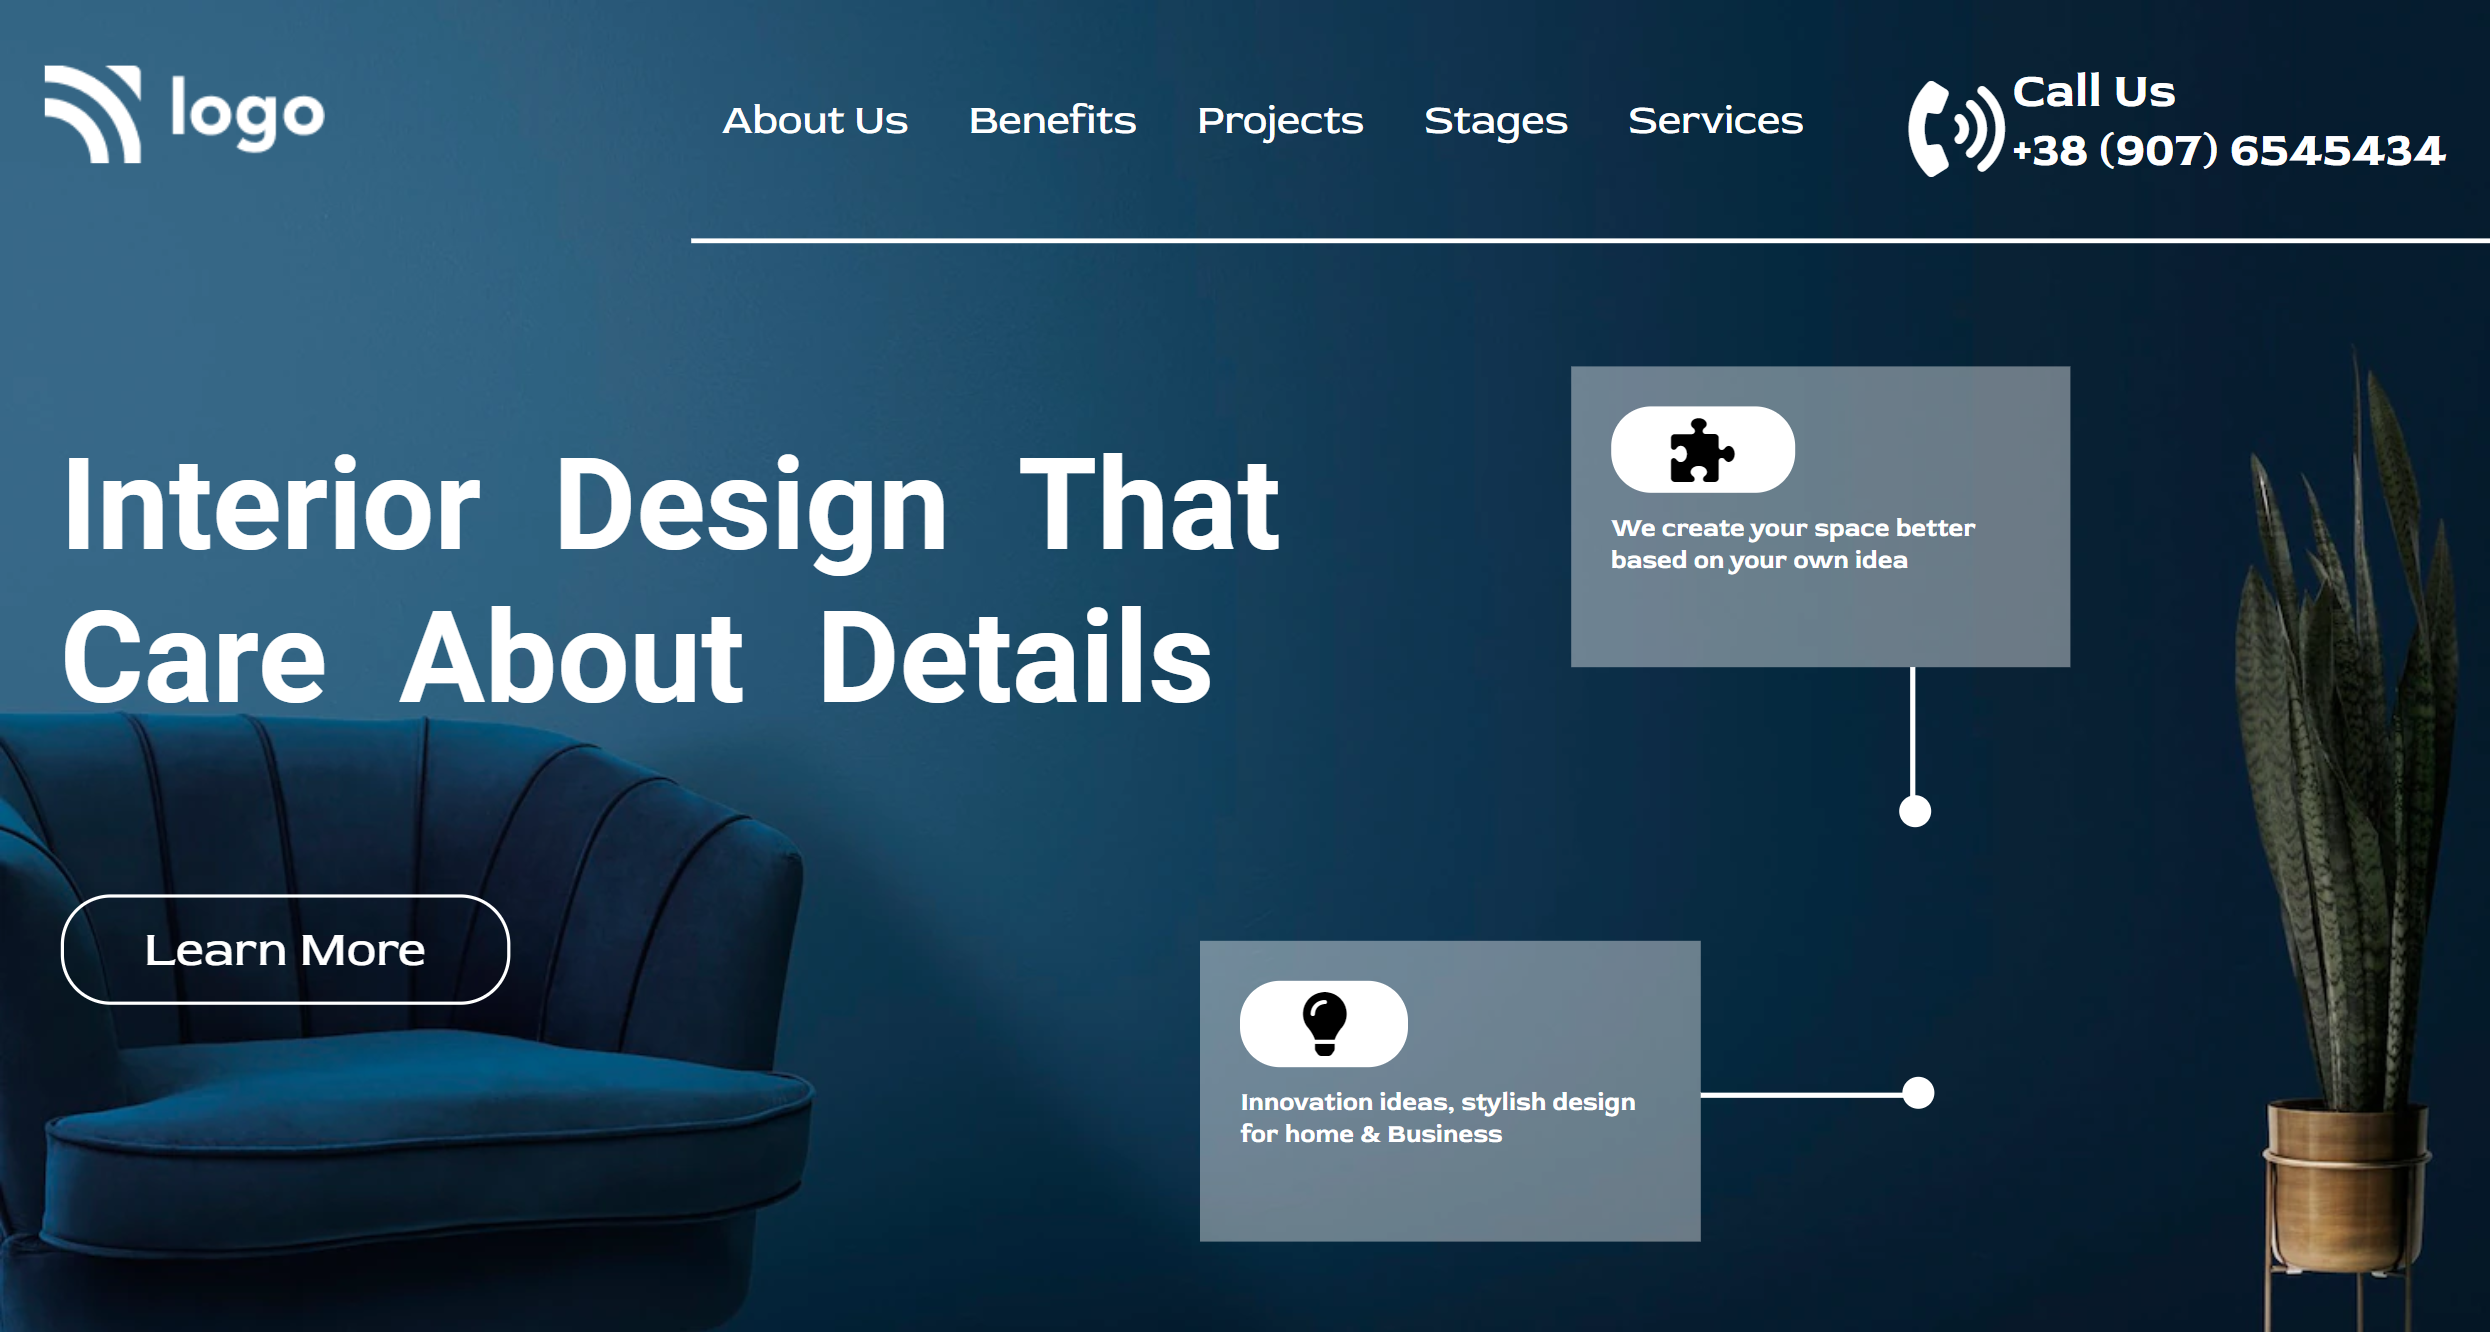 logo
About Us Benefits Projects Stages Services
Call Us
+38 (907) 6545434
Interior Design That
Care About Details
Learn More
We create your space better
based on your own idea
Innovation ideas, stylish design
for home & Business